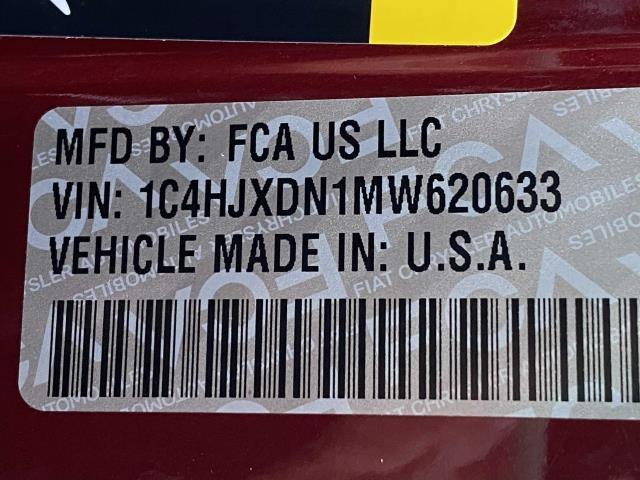 MFD BY: FCA US LLC
VIN: 1C4HJXDN1MW620633
VEHICLE MADE IN: U.S.A.